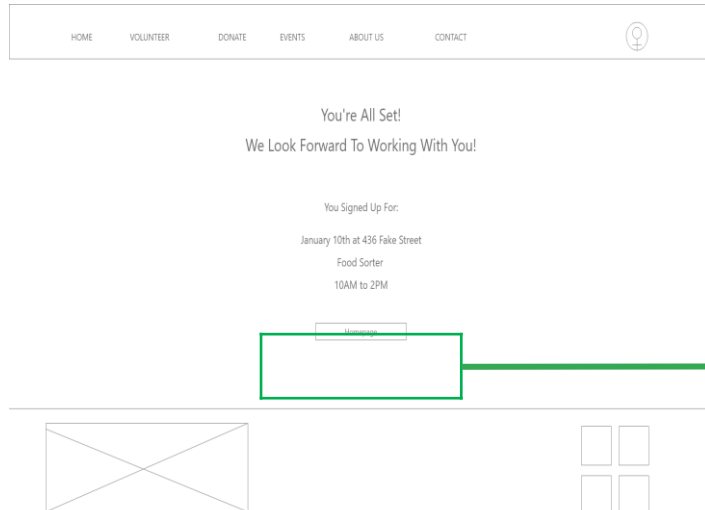 HOME VOLUNTEER DONATE EVENTS ABOUT US CONTACT
You're All Set!
We Look Forward To Working With You!
You Signed Up For:
January 10th at 436 Fake Street
Food Sorter
10AM to 2PM
Homepage